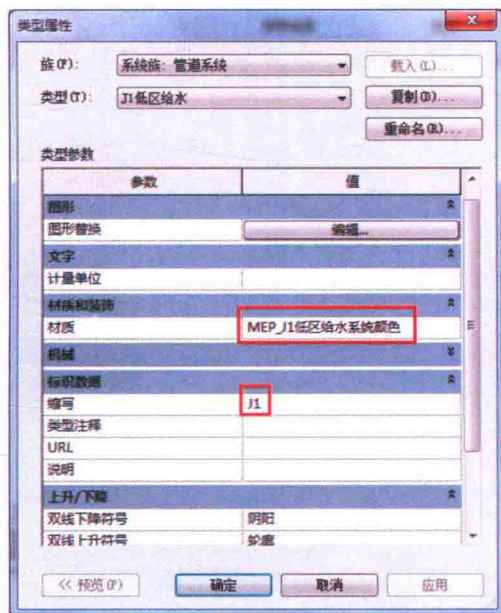 类型属性
族(F): 系统族：管道系统 载入(L)...
类型(T): J1低区给水 复制(D)...
重命名(R)...
类型参数
参数 值
图形
图形替换 编辑...
文字
计量单位
材质和装饰
材质 MEP_J1低区给水系统颜色
机械
标识数据
缩写 J1
类型注释
URL
说明
上升/下降
双线下降符号 阴阳
双线上升符号 轮廓
<< 预览(P) 确定 取消 应用